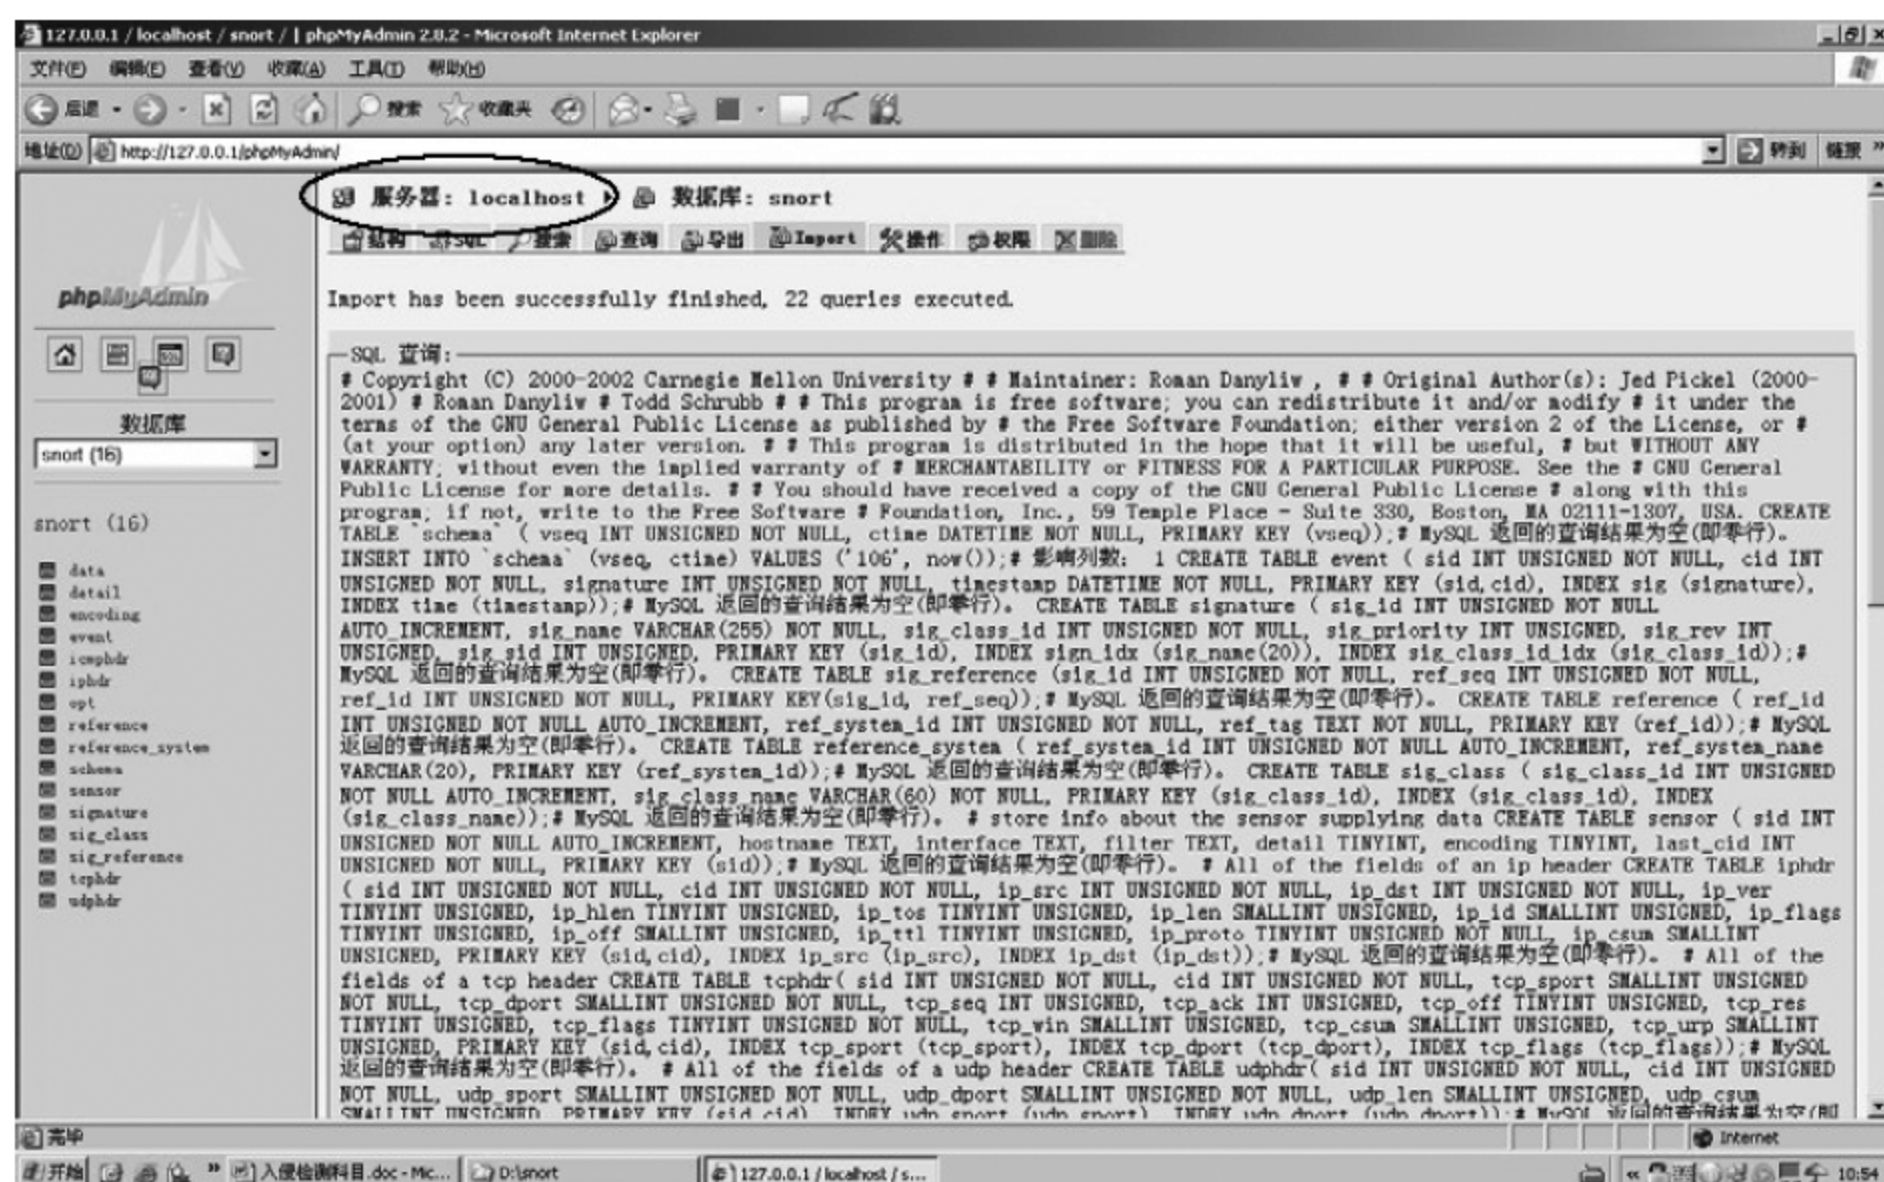 127.0.0.1 / localhost / snort / | phpMyAdmin 2.8.2 - Microsoft Internet Explorer
文件(F) 编辑(E) 查看(V) 收藏(A) 工具(T) 帮助(H)
后退 搜索 收藏夹
地址(D) http://127.0.0.1/phpMyAdmin/ 转到 链接 »
服务器: localhost 数据库: snort
结构 SQL 搜索 查询 导出 Import 操作 权限 删除
phpMyAdmin
Import has been successfully finished, 22 queries executed.
SQL
数据库
snort (16)
snort (16)
data
detail
encoding
event
icmphdr
iphdr
opt
reference
reference_system
schema
sensor
signature
sig_class
sig_reference
tcphdr
udphdr
SQL 查询:
# Copyright (C) 2000-2002 Carnegie Mellon University # # Maintainer: Roman Danyliw , # # Original Author(s): Jed Pickel (2000-
2001) # Roman Danyliw # Todd Schrubb # # This program is free software; you can redistribute it and/or modify # it under the
terms of the GNU General Public License as published by # the Free Software Foundation; either version 2 of the License, or #
(at your option) any later version. # # This program is distributed in the hope that it will be useful, # but WITHOUT ANY
WARRANTY; without even the implied warranty of # MERCHANTABILITY or FITNESS FOR A PARTICULAR PURPOSE. See the # GNU General
Public License for more details. # # You should have received a copy of the GNU General Public License # along with this
program; if not, write to the Free Software # Foundation, Inc., 59 Temple Place - Suite 330, Boston, MA 02111-1307, USA. CREATE
TABLE `schema` ( vseq INT UNSIGNED NOT NULL, ctime DATETIME NOT NULL, PRIMARY KEY (vseq));# MySQL 返回的查询结果为空(即零行)。
INSERT INTO `schema` (vseq, ctime) VALUES ('106', now());# 影响列数: 1 CREATE TABLE event ( sid INT UNSIGNED NOT NULL, cid INT
UNSIGNED NOT NULL, signature INT UNSIGNED NOT NULL, timestamp DATETIME NOT NULL, PRIMARY KEY (sid,cid), INDEX sig (signature),
INDEX time (timestamp));# MySQL 返回的查询结果为空(即零行)。 CREATE TABLE signature ( sig_id INT UNSIGNED NOT NULL
AUTO_INCREMENT, sig_name VARCHAR(255) NOT NULL, sig_class_id INT UNSIGNED NOT NULL, sig_priority INT UNSIGNED, sig_rev INT
UNSIGNED, sig_sid INT UNSIGNED, PRIMARY KEY (sig_id), INDEX sign_idx (sig_name(20)), INDEX sig_class_id_idx (sig_class_id));#
MySQL 返回的查询结果为空(即零行)。 CREATE TABLE sig_reference (sig_id INT UNSIGNED NOT NULL, ref_seq INT UNSIGNED NOT NULL,
ref_id INT UNSIGNED NOT NULL, PRIMARY KEY(sig_id, ref_seq));# MySQL 返回的查询结果为空(即零行)。 CREATE TABLE reference ( ref_id
INT UNSIGNED NOT NULL AUTO_INCREMENT, ref_system_id INT UNSIGNED NOT NULL, ref_tag TEXT NOT NULL, PRIMARY KEY (ref_id));# MySQL
返回的查询结果为空(即零行)。 CREATE TABLE reference_system ( ref_system_id INT UNSIGNED NOT NULL AUTO_INCREMENT, ref_system_name
VARCHAR(20), PRIMARY KEY (ref_system_id));# MySQL 返回的查询结果为空(即零行)。 CREATE TABLE sig_class ( sig_class_id INT UNSIGNED
NOT NULL AUTO_INCREMENT, sig_class_name VARCHAR(60) NOT NULL, PRIMARY KEY (sig_class_id), INDEX (sig_class_id), INDEX
(sig_class_name));# MySQL 返回的查询结果为空(即零行)。 # store info about the sensor supplying data CREATE TABLE sensor ( sid INT
UNSIGNED NOT NULL AUTO_INCREMENT, hostname TEXT, interface TEXT, filter TEXT, detail TINYINT, encoding TINYINT, last_cid INT
UNSIGNED NOT NULL, PRIMARY KEY (sid));# MySQL 返回的查询结果为空(即零行)。 # All of the fields of an ip header CREATE TABLE iphdr
( sid INT UNSIGNED NOT NULL, cid INT UNSIGNED NOT NULL, ip_src INT UNSIGNED NOT NULL, ip_dst INT UNSIGNED NOT NULL, ip_ver
TINYINT UNSIGNED, ip_hlen TINYINT UNSIGNED, ip_tos TINYINT UNSIGNED, ip_len SMALLINT UNSIGNED, ip_id SMALLINT UNSIGNED, ip_flags
TINYINT UNSIGNED, ip_off SMALLINT UNSIGNED, ip_ttl TINYINT UNSIGNED, ip_proto TINYINT UNSIGNED NOT NULL, ip_csum SMALLINT
UNSIGNED, PRIMARY KEY (sid,cid), INDEX ip_src (ip_src), INDEX ip_dst (ip_dst));# MySQL 返回的查询结果为空(即零行)。 # All of the
fields of a tcp header CREATE TABLE tcphdr( sid INT UNSIGNED NOT NULL, cid INT UNSIGNED NOT NULL, tcp_sport SMALLINT UNSIGNED
NOT NULL, tcp_dport SMALLINT UNSIGNED NOT NULL, tcp_seq INT UNSIGNED, tcp_ack INT UNSIGNED, tcp_off TINYINT UNSIGNED, tcp_res
TINYINT UNSIGNED, tcp_flags TINYINT UNSIGNED NOT NULL, tcp_win SMALLINT UNSIGNED, tcp_csum SMALLINT UNSIGNED, tcp_urp SMALLINT
UNSIGNED, PRIMARY KEY (sid,cid), INDEX tcp_sport (tcp_sport), INDEX tcp_dport (tcp_dport), INDEX tcp_flags (tcp_flags));# MySQL
返回的查询结果为空(即零行)。 # All of the fields of a udp header CREATE TABLE udphdr( sid INT UNSIGNED NOT NULL, cid INT UNSIGNED
NOT NULL, udp_sport SMALLINT UNSIGNED NOT NULL, udp_dport SMALLINT UNSIGNED NOT NULL, udp_len SMALLINT UNSIGNED, udp_csum
SMALLINT UNSIGNED, PRIMARY KEY (sid,cid), INDEX udp_sport (udp_sport), INDEX udp_dport (udp_dport));# MySQL 返回的查询结果为空(即
完毕 Internet
开始 » 入侵检测科目.doc - Mic... D:\snort 127.0.0.1 / localhost / s... « 10:54